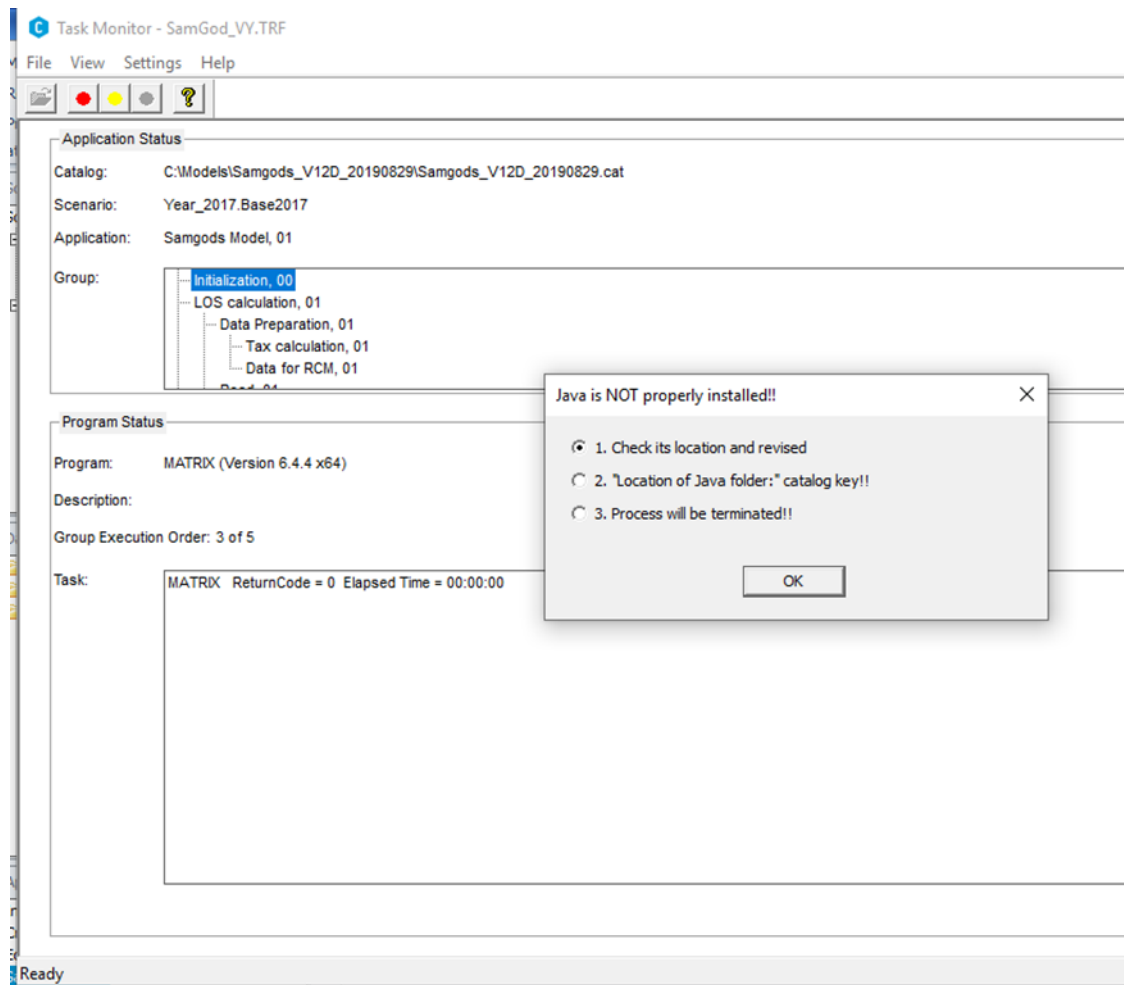 Task Monitor - SamGod_VY.TRF
File View Settings Help
Application Status
Catalog: C:\Models\Samgods_V12D_20190829\Samgods_V12D_20190829.cat
Scenario: Year_2017.Base2017
Application: Samgods Model, 01
Group:
Initialization, 00
LOS calculation, 01
Data Preparation, 01
Tax calculation, 01
Data for RCM, 01
Java is NOT properly installed!!
1. Check its location and revised
2. "Location of Java folder:" catalog key!!
3. Process will be terminated!!
OK
Program Status
Program: MATRIX (Version 6.4.4 x64)
Description:
Group Execution Order: 3 of 5
Task: MATRIX ReturnCode = 0 Elapsed Time = 00:00:00
Ready